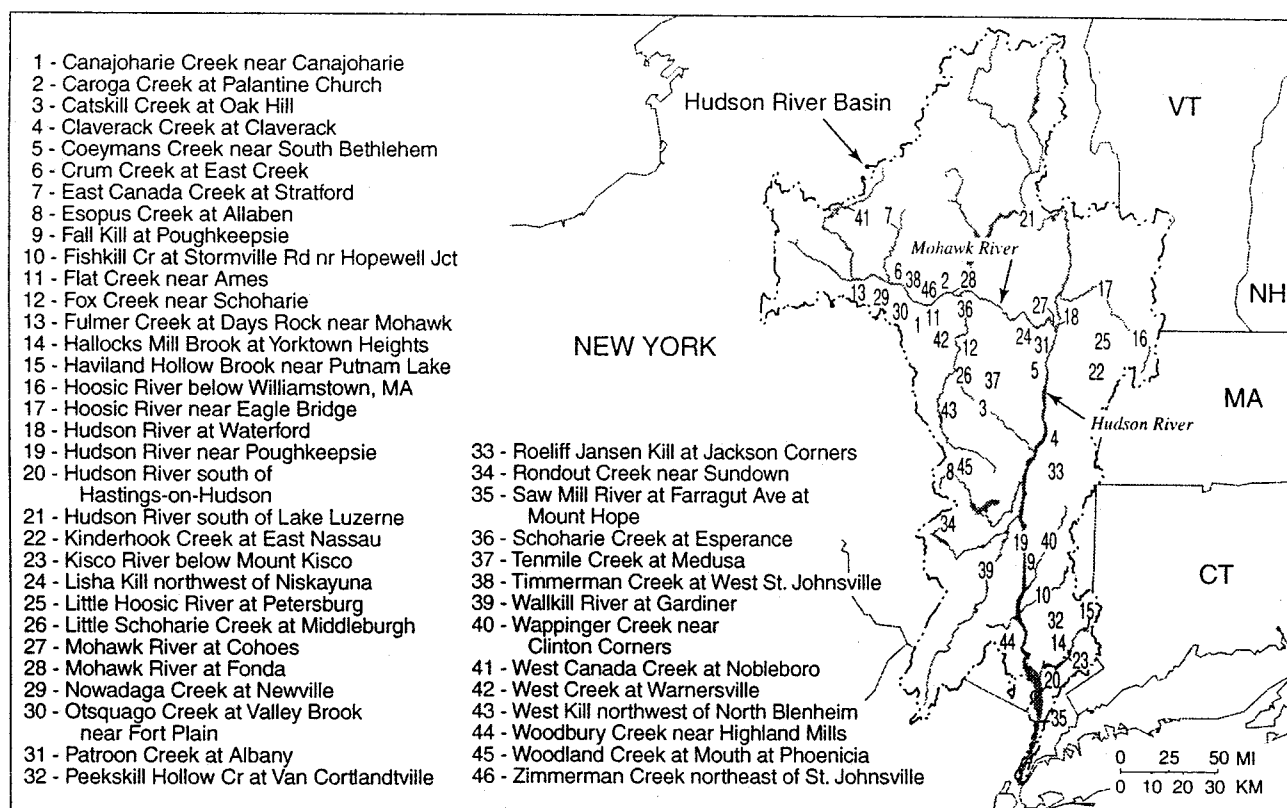 1 - Canajoharie Creek near Canajoharie
2 - Caroga Creek at Palantine Church
3 - Catskill Creek at Oak Hill
4 - Claverack Creek at Claverack
5 - Coeymans Creek near South Bethlehem
6 - Crum Creek at East Creek
7 - East Canada Creek at Stratford
8 - Esopus Creek at Allaben
9 - Fall Kill at Poughkeepsie
10 - Fishkill Cr at Stormville Rd nr Hopewell Jct
11 - Flat Creek near Ames
12 - Fox Creek near Schoharie
13 - Fulmer Creek at Days Rock near Mohawk
14 - Hallocks Mill Brook at Yorktown Heights
15 - Haviland Hollow Brook near Putnam Lake
16 - Hoosic River below Williamstown, MA
17 - Hoosic River near Eagle Bridge
18 - Hudson River at Waterford
19 - Hudson River near Poughkeepsie
20 - Hudson River south of
Hastings-on-Hudson
21 - Hudson River south of Lake Luzerne
22 - Kinderhook Creek at East Nassau
23 - Kisco River below Mount Kisco
24 - Lisha Kill northwest of Niskayuna
25 - Little Hoosic River at Petersburg
26 - Little Schoharie Creek at Middleburgh
27 - Mohawk River at Cohoes
28 - Mohawk River at Fonda
29 - Nowadaga Creek at Newville
30 - Otsquago Creek at Valley Brook
near Fort Plain
31 - Patroon Creek at Albany
32 - Peekskill Hollow Cr at Van Cortlandtville
33 - Roeliff Jansen Kill at Jackson Corners
34 - Rondout Creek near Sundown
35 - Saw Mill River at Farragut Ave at
Mount Hope
36 - Schoharie Creek at Esperance
37 - Tenmile Creek at Medusa
38 - Timmerman Creek at West St. Johnsville
39 - Wallkill River at Gardiner
40 - Wappinger Creek near
Clinton Corners
41 - West Canada Creek at Nobleboro
42 - West Creek at Warnersville
43 - West Kill northwest of North Blenheim
44 - Woodbury Creek near Highland Mills
45 - Woodland Creek at Mouth at Phoenicia
46 - Zimmerman Creek northeast of St. Johnsville
Hudson River Basin
VT
41
7
21
Mohawk River
6
38
46
2
28
13
29
30
1
11
36
27
17
18
NH
NEW YORK
42
12
24
31
25
16
26
37
5
22
MA
43
3
Hudson River
4
8
45
33
34
19
40
39
9
CT
10
15
32
44
14
23
20
35
0 25 50 MI
0 10 20 30 KM